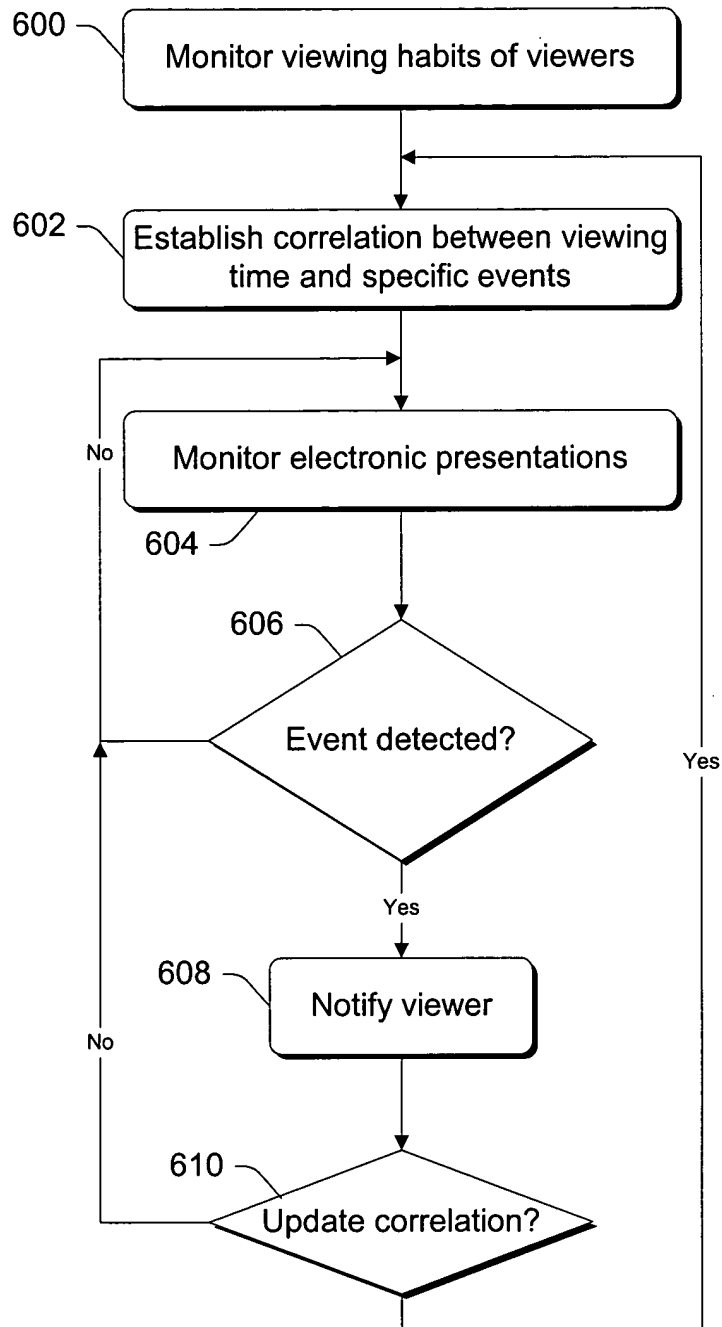 600
Monitor viewing habits of viewers
602
Establish correlation between viewing
time and specific events
No
Monitor electronic presentations
604
606
Event detected?
Yes
Yes
608
Notify viewer
No
610
Update correlation?